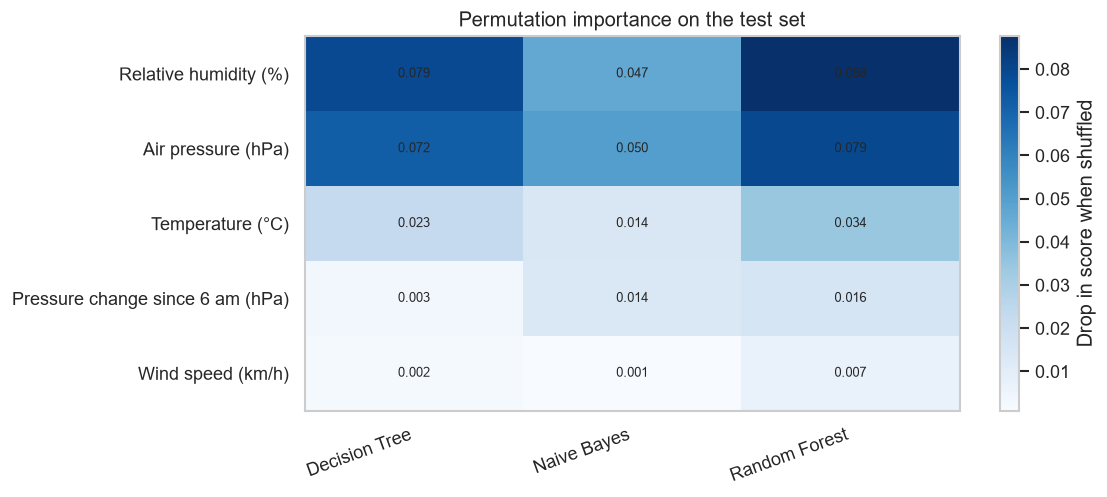 Permutation importance on the test set
Relative humidity (%)
0.079 0.047 0.088
Air pressure (hPa)
0.072 0.050 0.079
Temperature (°C)
0.023 0.014 0.034
Pressure change since 6 am (hPa)
0.003 0.014 0.016
Wind speed (km/h)
0.002 0.001 0.007
Decision Tree
Naive Bayes
Random Forest
0.08
0.07
0.06
0.05
0.04
0.03
0.02
0.01
Drop in score when shuffled